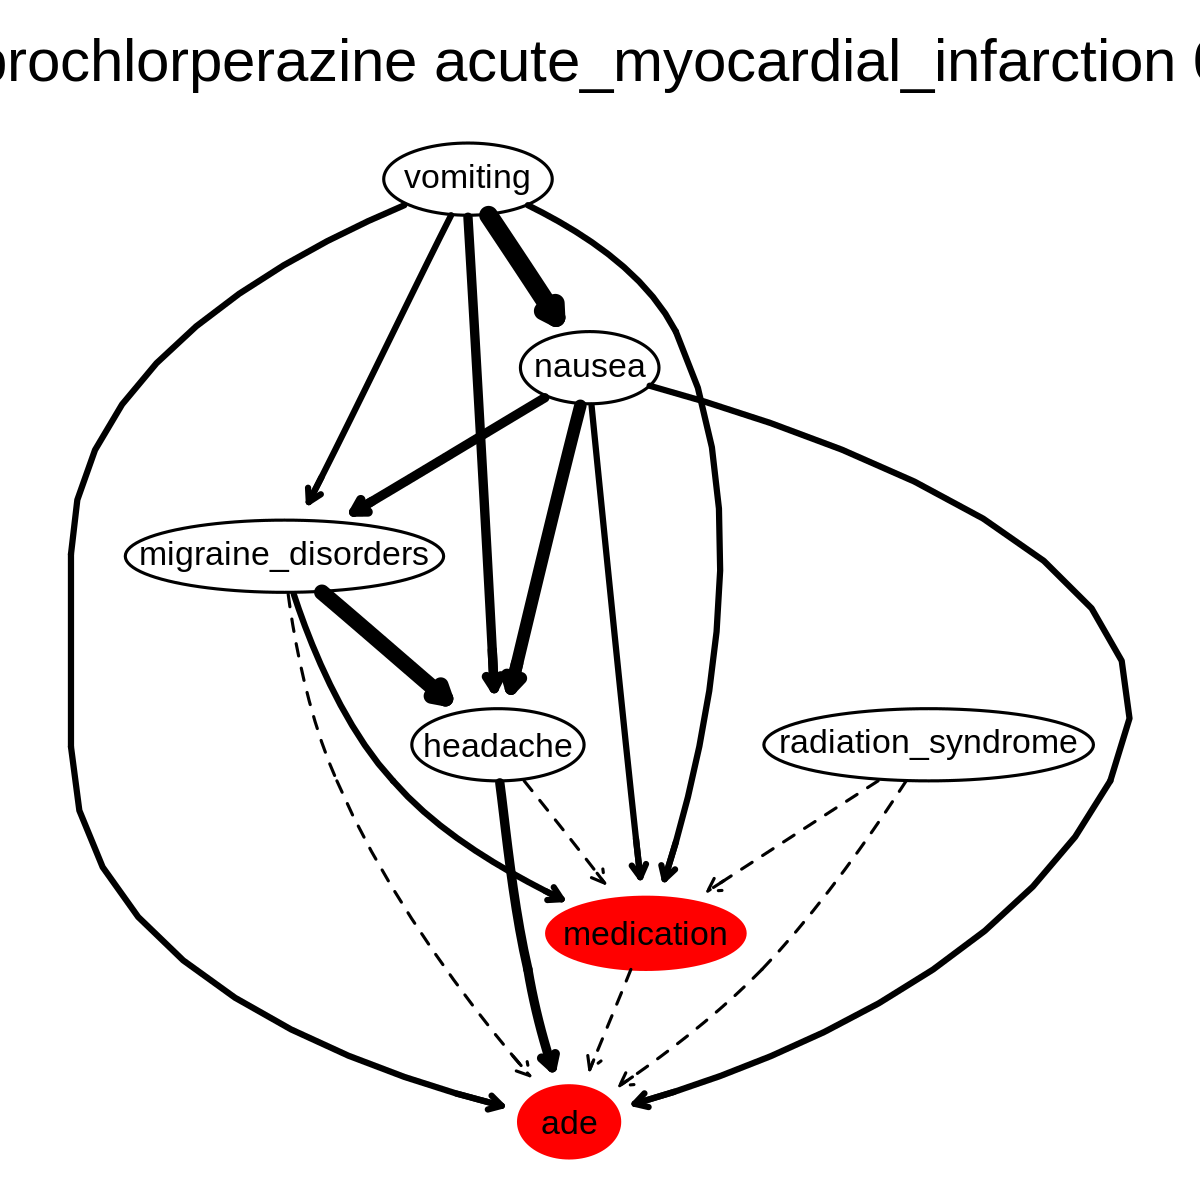 prochlorperazine acute_myocardial_infarction
vomiting
nausea
migraine_disorders
headache
radiation_syndrome
medication
ade